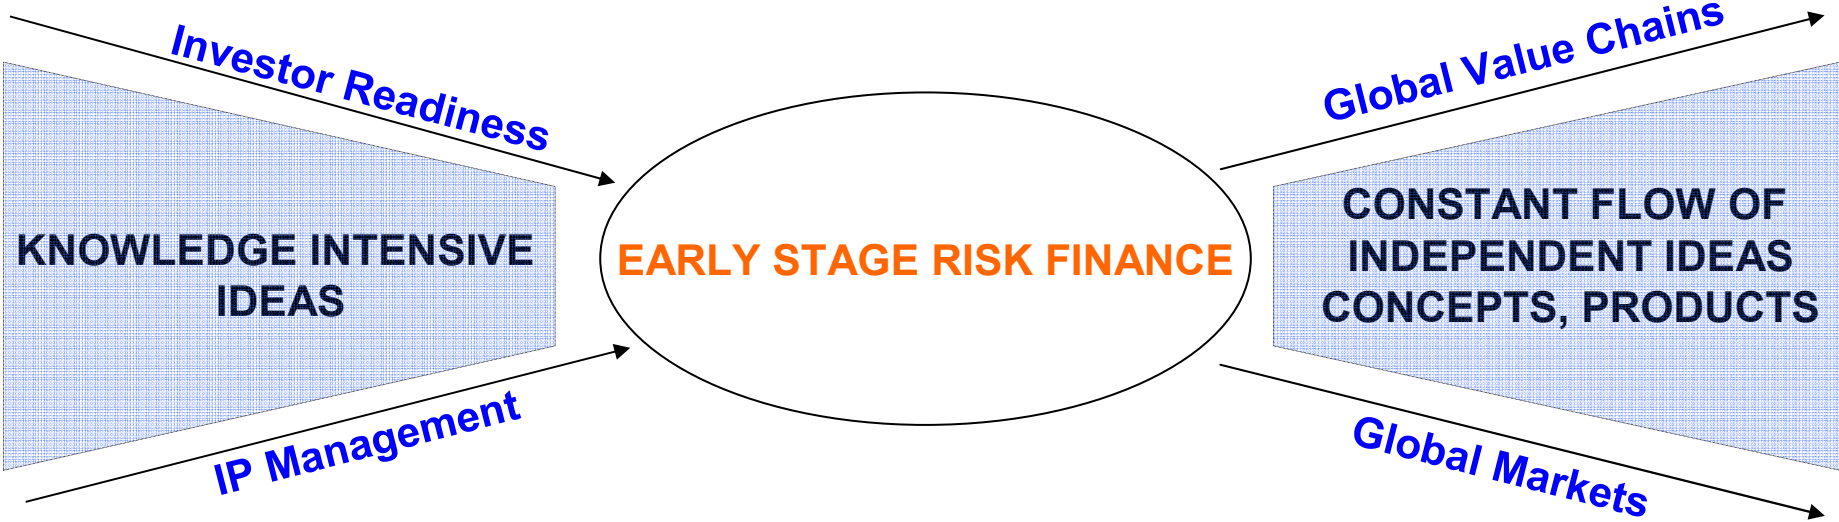 Investor Readiness
KNOWLEDGE INTENSIVE
IDEAS
IP Management
EARLY STAGE RISK FINANCE
Global Value Chains
CONSTANT FLOW OF
INDEPENDENT IDEAS
CONCEPTS, PRODUCTS
Global Markets